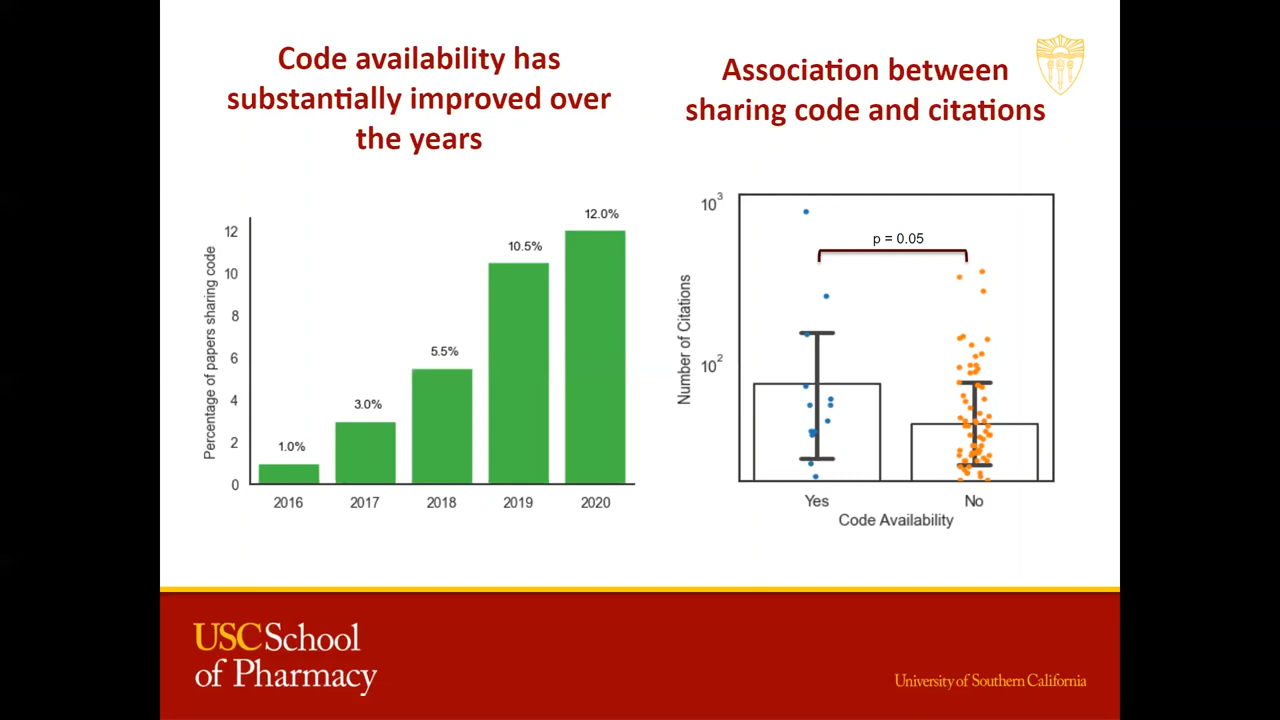 Code availability has
substantially improved over
the years
Association between
sharing code and citations
Percentage of papers sharing code
12
10
8
6
4
2
0
1.0%
3.0%
5.5%
10.5%
12.0%
2016
2017
2018
2019
2020
Number of Citations
10³
10²
p = 0.05
Yes
No
Code Availability
USC School
of Pharmacy
University of Southern California